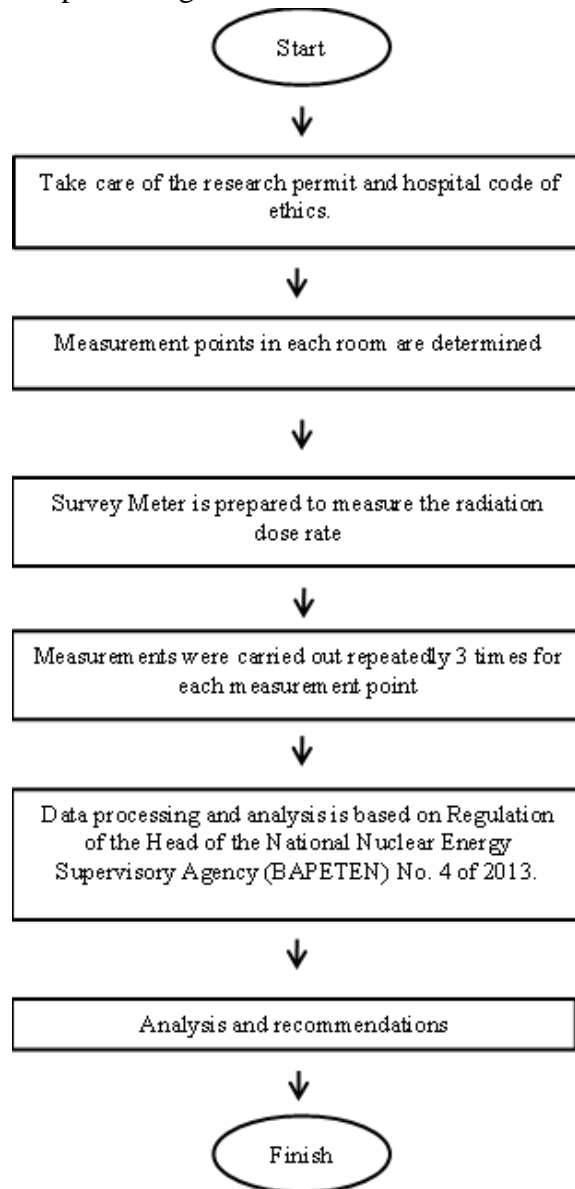 Start
Take care of the research permit and hospital code of
ethics.
Measurement points in each room are determined
Survey Meter is prepared to measure the radiation
dose rate
Measurements were carried out repeatedly 3 times for
each measurement point
Data processing and analysis is based on Regulation
of the Head of the National Nuclear Energy
Supervisory Agency (BAPETEN) No. 4 of 2013.
Analysis and recommendations
Finish